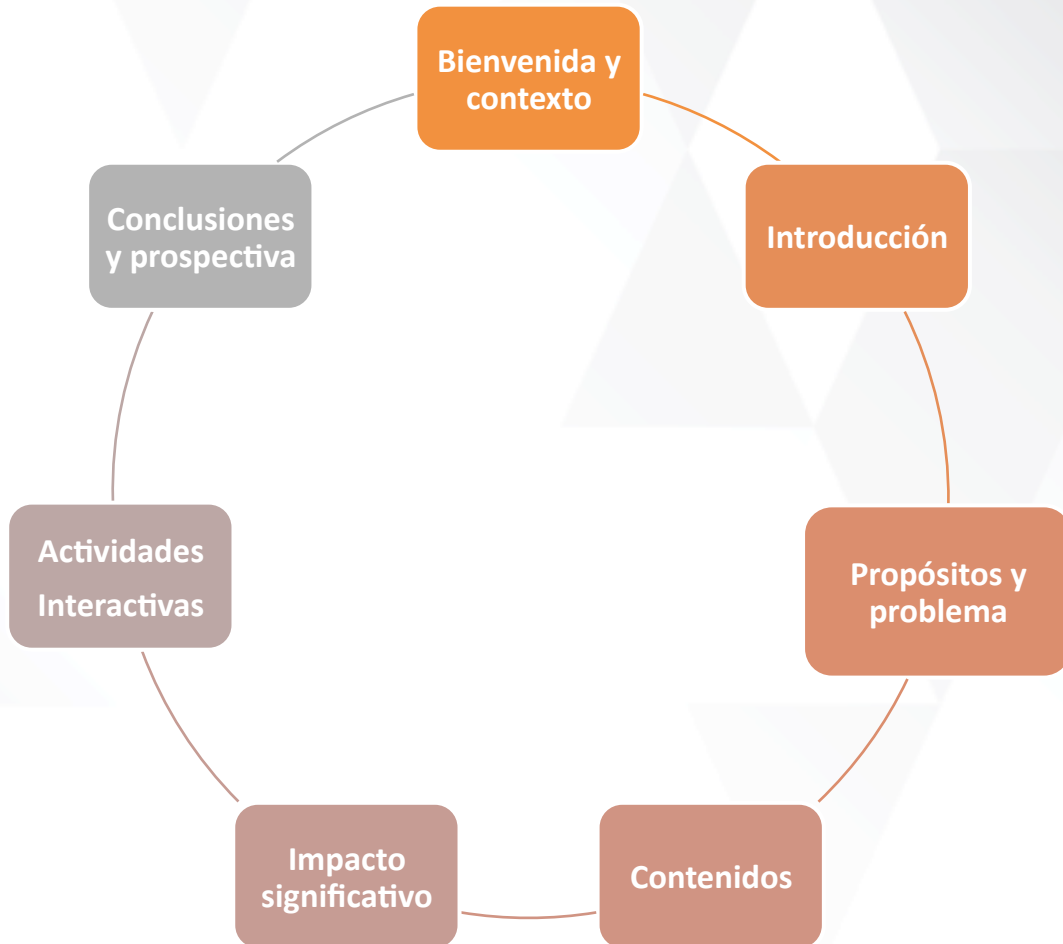 Bienvenida y
contexto
Introducción
Propósitos y
problema
Contenidos
Impacto
significativo
Actividades
Interactivas
Conclusiones
y prospectiva